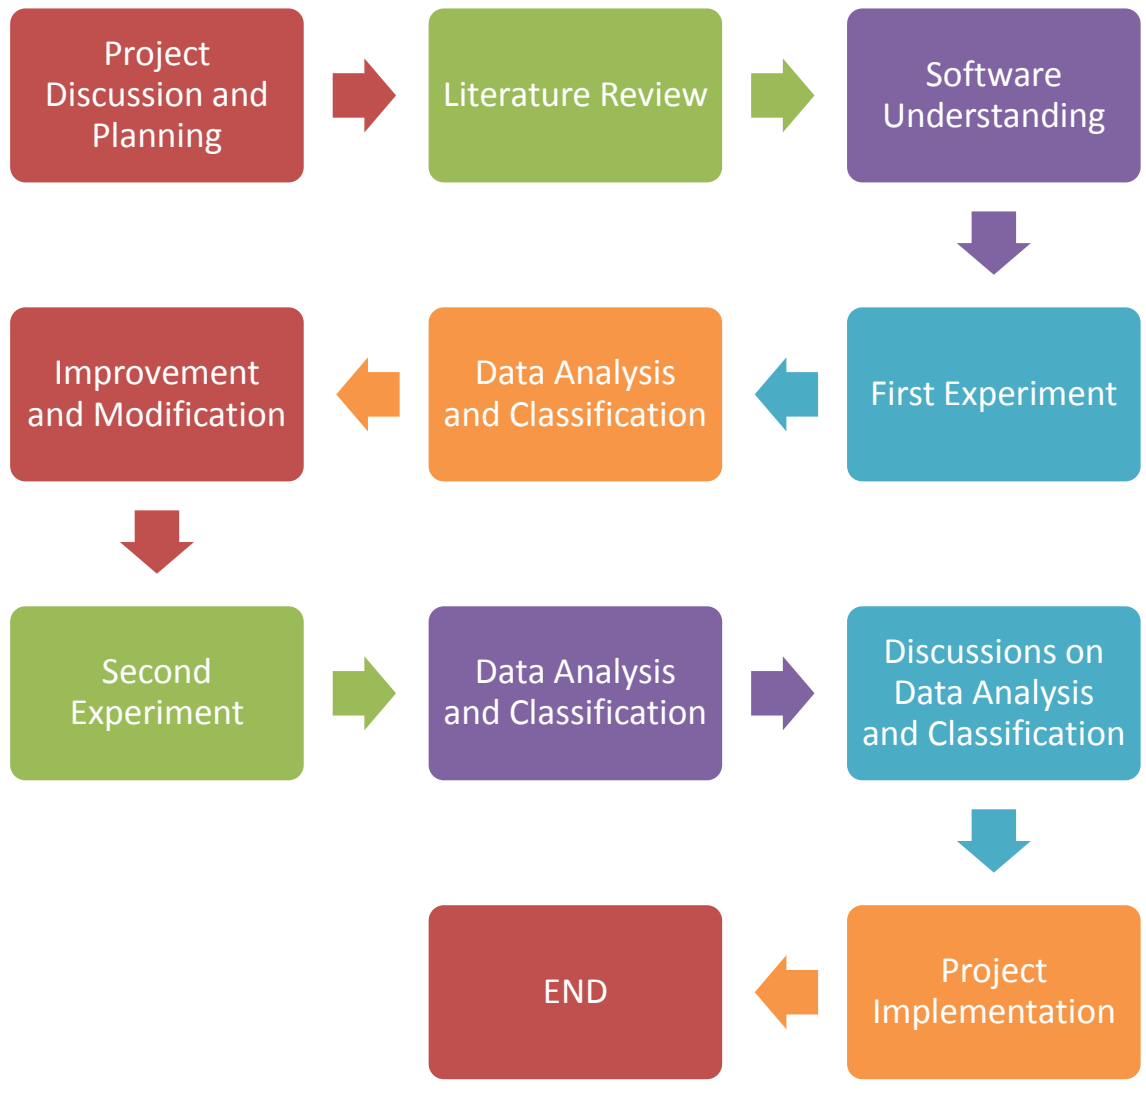 Project
Discussion and
Planning
Literature Review
Software
Understanding
First Experiment
Data Analysis
and Classification
Improvement
and Modification
Second
Experiment
Data Analysis
and Classification
Discussions on
Data Analysis
and Classification
Project
Implementation
END